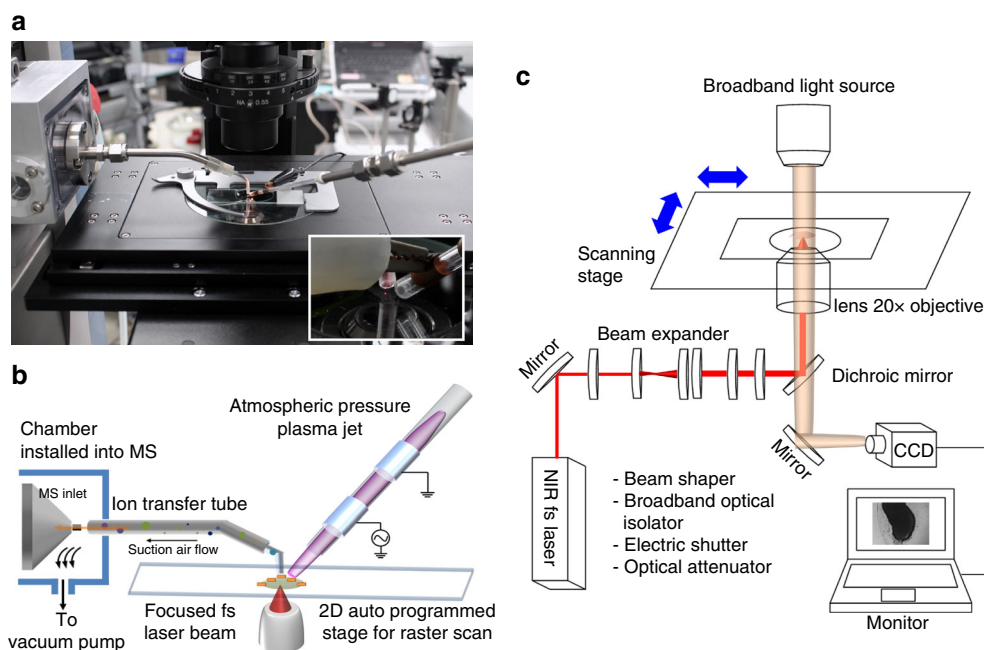 a
NA 0.55
b
Atmospheric pressure
plasma jet
Chamber
installed into MS
MS inlet
Ion transfer tube
Suction air flow
To
vacuum pump
Focused fs
laser beam
2D auto programmed
stage for raster scan
c
Broadband light source
Scanning
stage
lens 20× objective
Beam expander
Mirror
Dichroic mirror
Mirror
CCD
NIR fs laser
- Beam shaper
- Broadband optical
isolator
- Electric shutter
- Optical attenuator
Monitor